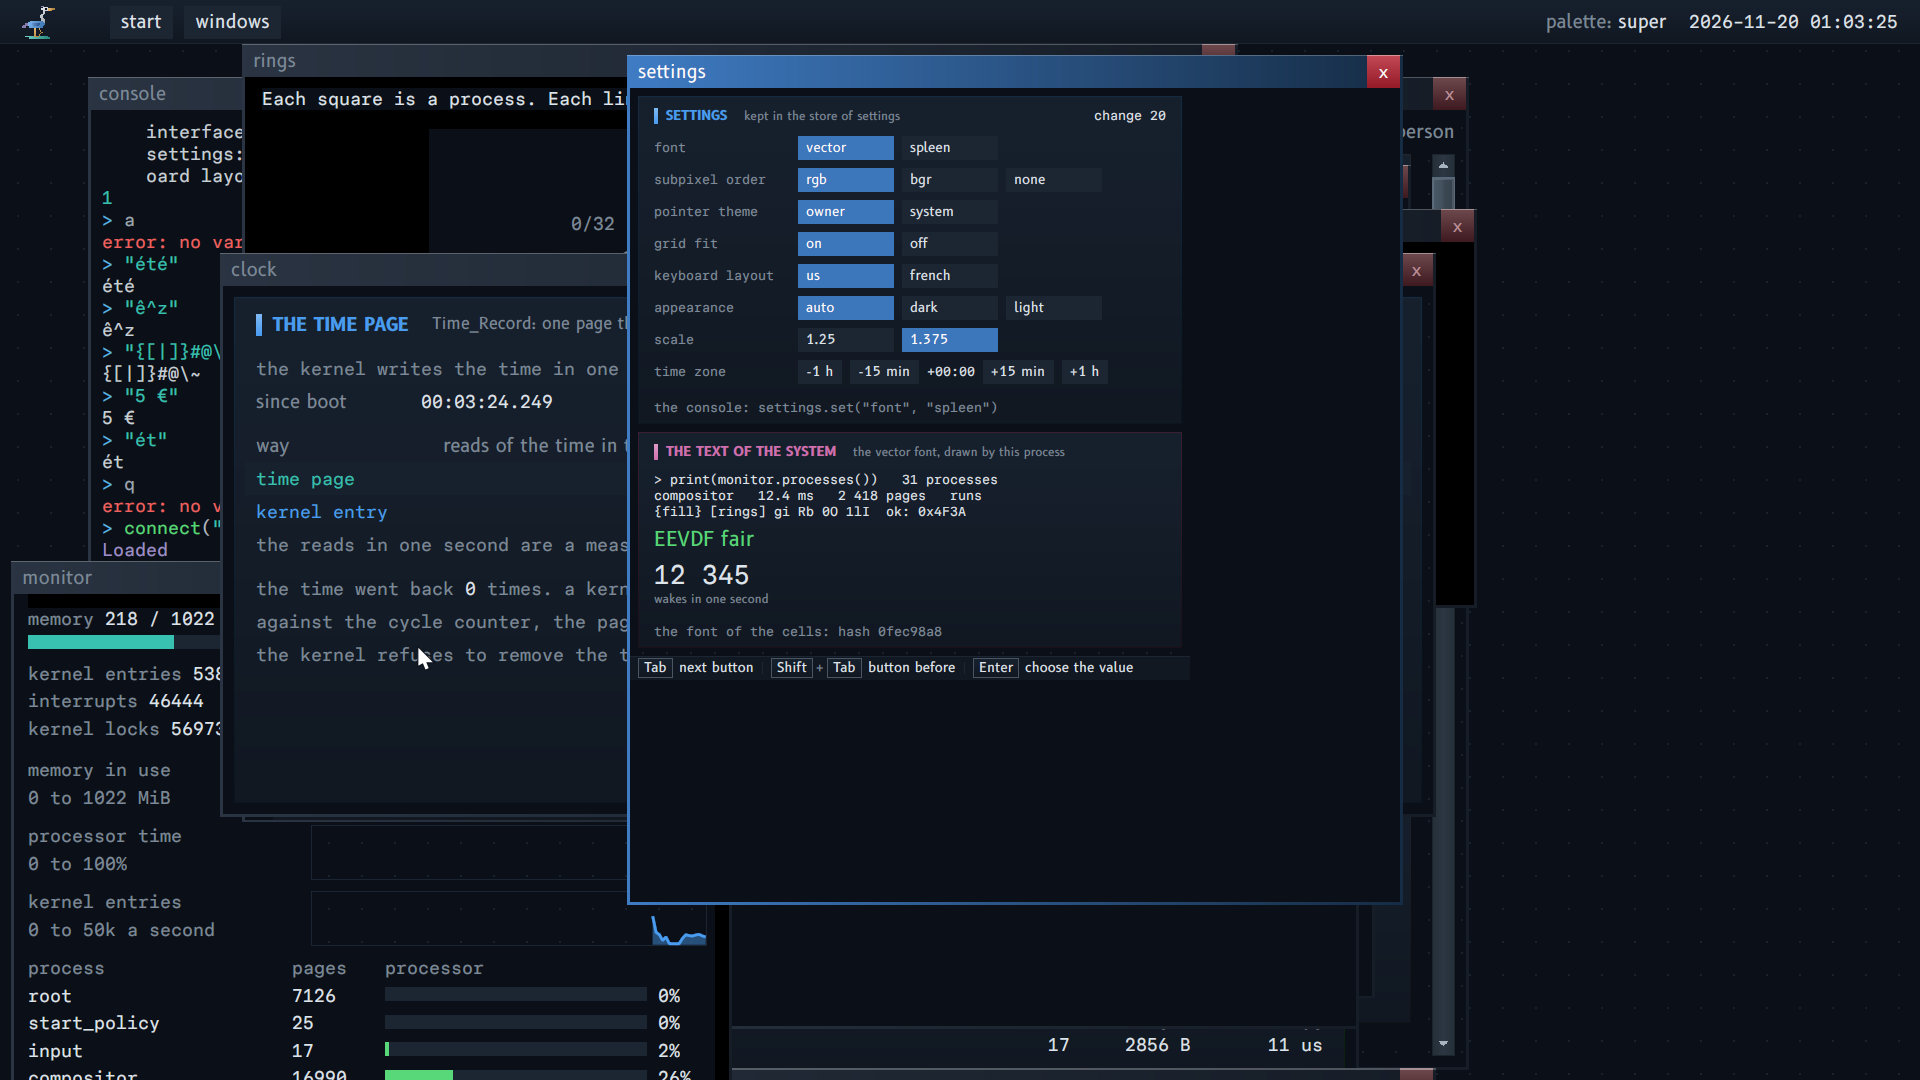 start windows palette: super 2026-11-20 01:03:25
rings
Each square is a process. Each
console
interface
settings:
oard
1
> a
error: no
> "été"
été
> "ê^z"
ê^z
> "{[|]}#@\
{[|]}#@\~
> "5 €"
5 €
> "ét"
ét
> q
error: no
> connect("
Loaded
0/32
clock
THE TIME PAGE Time_Record: one page
the kernel writes the time in one
since boot 00:03:24.249
way reads of the time in
time page
kernel entry
the reads in one second are a
the time went back 0 times. a
against the cycle counter, the
the kernel refuses to remove the
settings x
SETTINGS kept in the store of settings change 20
font vector spleen
subpixel order rgb bgr none
pointer theme owner system
grid fit on off
keyboard layout us french
appearance auto dark light
scale 1.25 1.375
time zone -1 h -15 min +00:00 +15 min +1 h
the console: settings.set("font", "spleen")
THE TEXT OF THE SYSTEM the vector font, drawn by this process
> print(monitor.processes()) 31 processes
compositor 12.4 ms 2 418 pages runs
{fill} [rings] gi Rb 0O 1lI ok: 0x4F3A
EEVDF fair
12 345
wakes in one second
the font of the cells: hash 0fec98a8
Tab next button Shift + Tab button before Enter choose the value
x
person
x
x
monitor
memory 218 / 1022
kernel entries
interrupts 46444
kernel locks
memory in use
0 to 1022 MiB
processor time
0 to 100%
kernel entries
0 to 50k a second
process pages processor
root 7126 0%
start_policy 25 0%
input 17 2%
compositor 16990 26%
17 2856 B 11 us